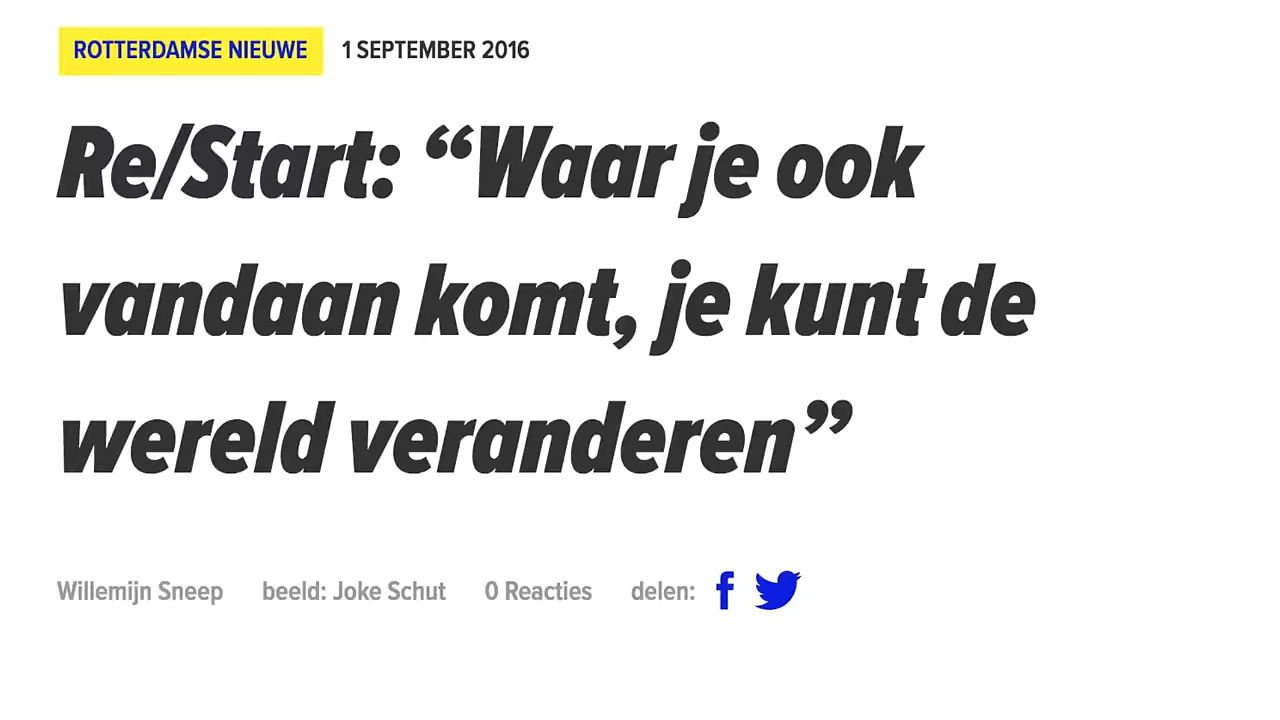 ROTTERDAMSE NIEUWE 1 SEPTEMBER 2016
Re/Start: “Waar je ook
vandaan komt, je kunt de
wereld veranderen”
Willemijn Sneep beeld: Joke Schut 0 Reacties delen: